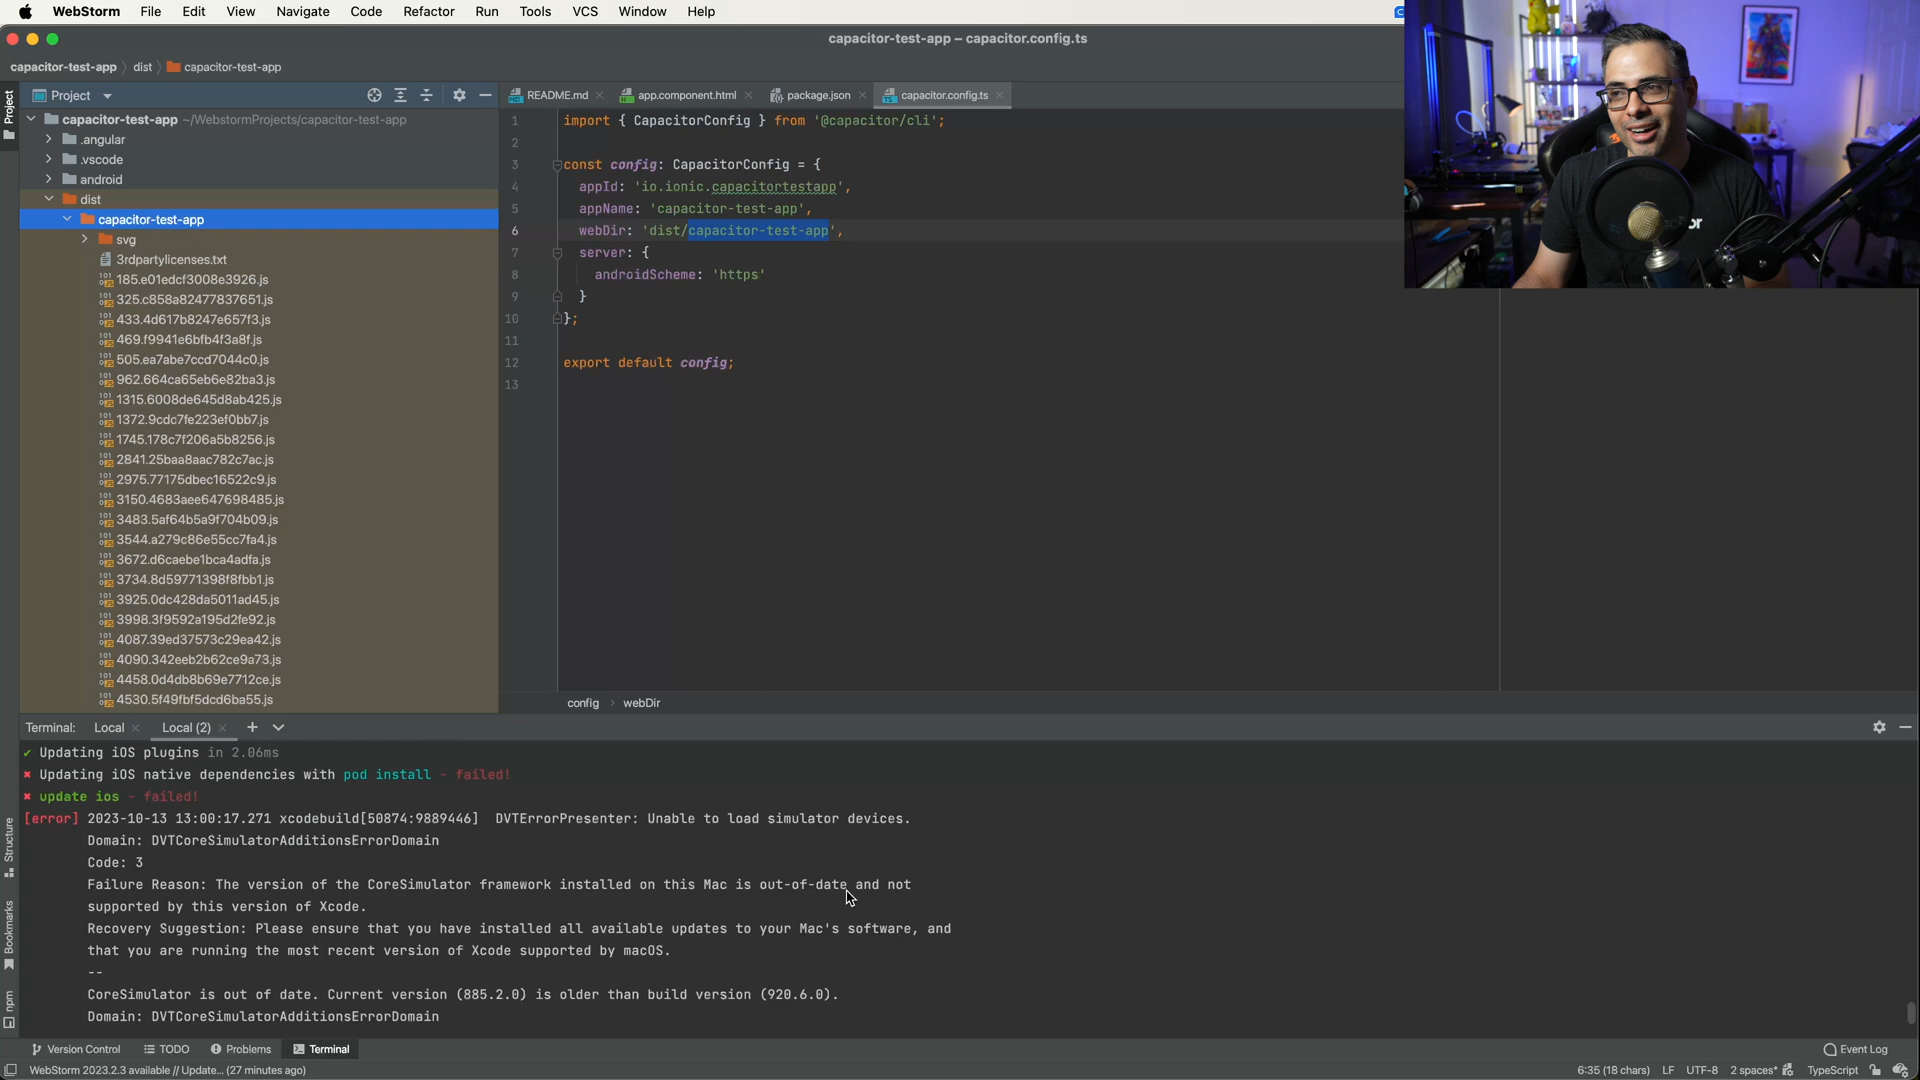 WebStorm File Edit View Navigate Code Refactor Run Tools VCS Window Help
capacitor-test-app – capacitor.config.ts
capacitor-test-app dist capacitor-test-app
Project
README.md app.component.html package.json capacitor.config.ts
Project
capacitor-test-app ~/WebstormProjects/capacitor-test-app
.angular
.vscode
android
dist
capacitor-test-app
svg
3rdpartylicenses.txt
185.e01edcf3008e3926.js
325.c858a82477837651.js
433.4d617b8247e657f3.js
469.f9941e6bfb4f3a8f.js
505.ea7abe7ccd7044c0.js
962.664ca65eb6e82ba3.js
1315.6008de645d8ab425.js
1372.9cdc7fe223ef0bb7.js
1745.178c7f206a5b8256.js
2841.25baa8aac782c7ac.js
2975.77175dbec16522c9.js
3150.4683aee647698485.js
3483.5af64b5a9f704b09.js
3544.a279c86e55cc7fa4.js
3672.d6caebe1bca4adfa.js
3734.8d59771398f8fbb1.js
3925.0dc428da5011ad45.js
3998.3f9592a195d2fe92.js
4087.39ed37573c29ea42.js
4090.342eeb2b62ce9a73.js
4458.0d4db8b69e7712ce.js
4530.5f49fbf5dcd6ba55.js
1 import { CapacitorConfig } from '@capacitor/cli';
2
3 const config: CapacitorConfig = {
4 appId: 'io.ionic.capacitortestapp',
5 appName: 'capacitor-test-app',
6 webDir: 'dist/capacitor-test-app',
7 server: {
8 androidScheme: 'https'
9 }
10 };
11
12 export default config;
13
config webDir
Terminal: Local Local (2)
✔ Updating iOS plugins in 2.06ms
✖ Updating iOS native dependencies with pod install - failed!
✖ update ios - failed!
[error] 2023-10-13 13:00:17.271 xcodebuild[50874:9889446] DVTErrorPresenter: Unable to load simulator devices.
Domain: DVTCoreSimulatorAdditionsErrorDomain
Code: 3
Failure Reason: The version of the CoreSimulator framework installed on this Mac is out-of-date and not
supported by this version of Xcode.
Recovery Suggestion: Please ensure that you have installed all available updates to your Mac's software, and
that you are running the most recent version of Xcode supported by macOS.
--
CoreSimulator is out of date. Current version (885.2.0) is older than build version (920.6.0).
Domain: DVTCoreSimulatorAdditionsErrorDomain
Structure
Bookmarks
npm
Version Control TODO Problems Terminal Event Log
WebStorm 2023.2.3 available // Update... (27 minutes ago) 6:35 (18 chars) LF UTF-8 2 spaces* TypeScript
or